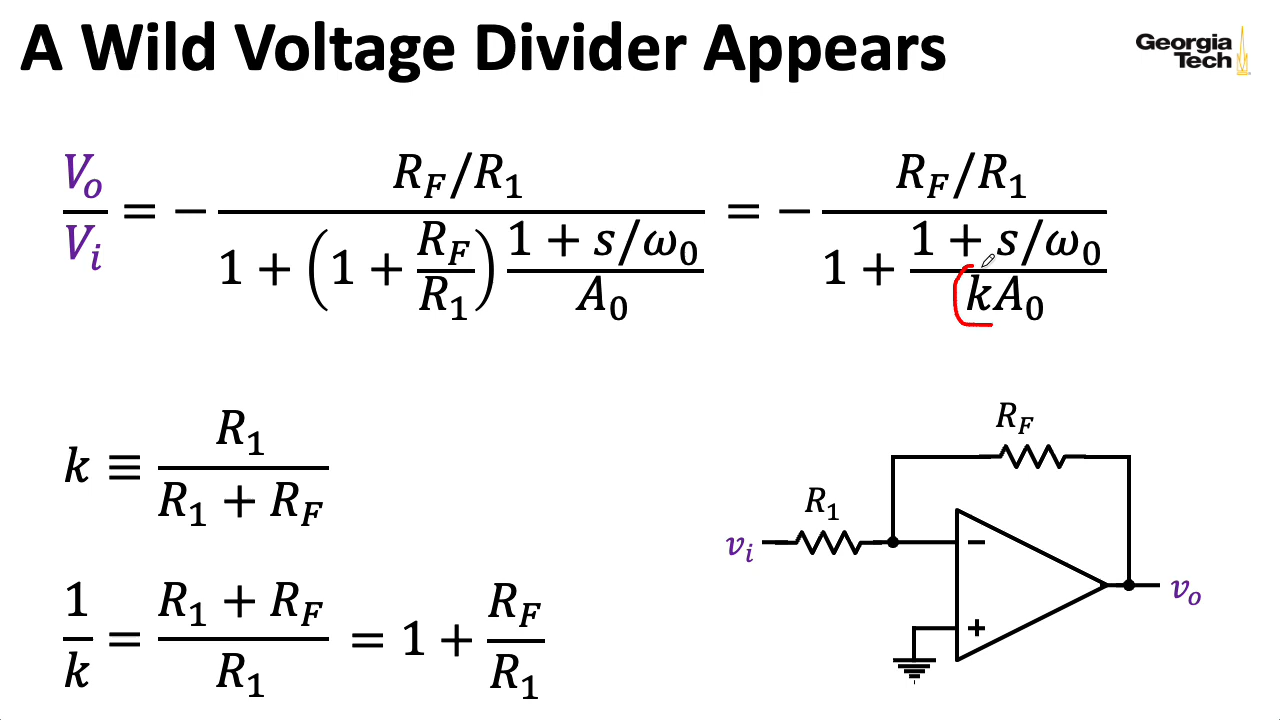 A Wild Voltage Divider Appears
Georgia
Tech
V_o/V_i = − (R_F/R_1) / (1 + (1 + R_F/R_1) (1 + s/ω_0)/A_0) = − (R_F/R_1) / (1 + (1 + s/ω_0)/(kA_0))
k ≡ R_1/(R_1 + R_F)
1/k = (R_1 + R_F)/R_1 = 1 + R_F/R_1
R_F
R_1
v_i
−
+
v_o